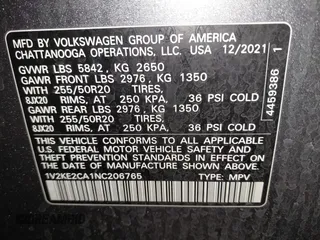 MFD BY VOLKSWAGEN GROUP OF AMERICA
CHATTANOOGA OPERATIONS, LLC. USA 12/2021
GVWR LBS 5842, KG 2650
GAWR FRONT LBS 2976, KG 1350
WITH 255/50R20 TIRES,
8JX20 RIMS, AT 250 KPA, 36 PSI COLD
GAWR REAR LBS 2976, KG 1350
WITH 255/50R20 TIRES,
8JX20 RIMS, AT 250 KPA, 36 PSI COLD
THIS VEHICLE CONFORMS TO ALL APPLICABLE
FEDERAL MOTOR VEHICLE SAFETY, BUMPER AND
THEFT PREVENTION STANDARDS IN EFFECT ON THE
DATE OF MANUFACTURE SHOWN ABOVE.
1V2KE2CA1NC206765 TYPE: MPV
4459386 1